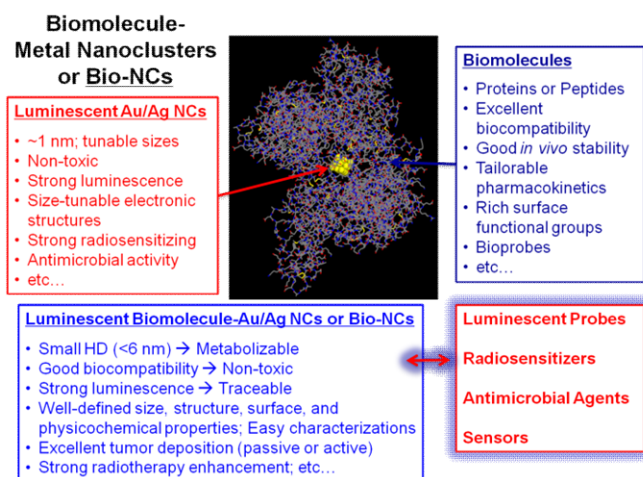 Biomolecule-
Metal Nanoclusters
or Bio-NCs
Luminescent Au/Ag NCs
• ~1 nm; tunable sizes
• Non-toxic
• Strong luminescence
• Size-tunable electronic
structures
• Strong radiosensitizing
• Antimicrobial activity
• etc...
Biomolecules
• Proteins or Peptides
• Excellent
biocompatibility
• Good in vivo stability
• Tailorable
pharmacokinetics
• Rich surface
functional groups
• Bioprobes
• etc...
Luminescent Biomolecule-Au/Ag NCs or Bio-NCs
• Small HD (<6 nm) → Metabolizable
• Good biocompatibility → Non-toxic
• Strong luminescence → Traceable
• Well-defined size, structure, surface, and
physicochemical properties; Easy characterizations
• Excellent tumor deposition (passive or active)
• Strong radiotherapy enhancement; etc...
Luminescent Probes
Radiosensitizers
Antimicrobial Agents
Sensors